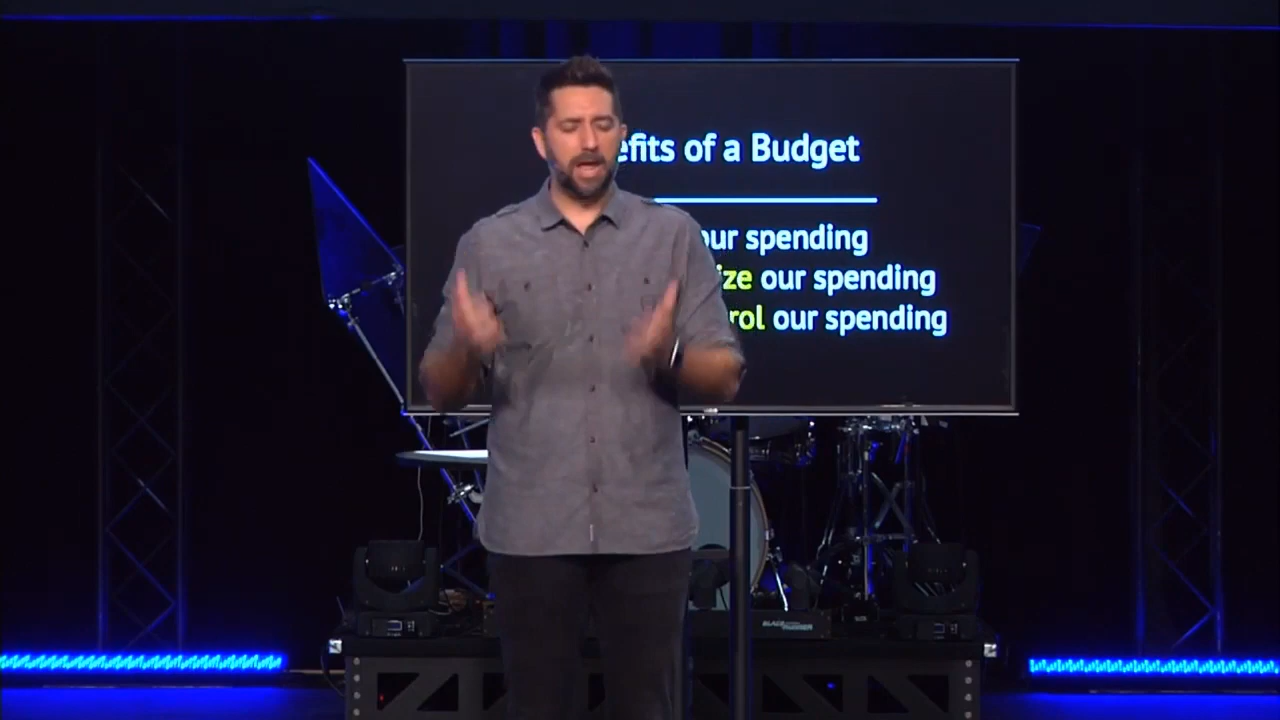 efits of a Budget
our spending
ize our spending
rol our spending